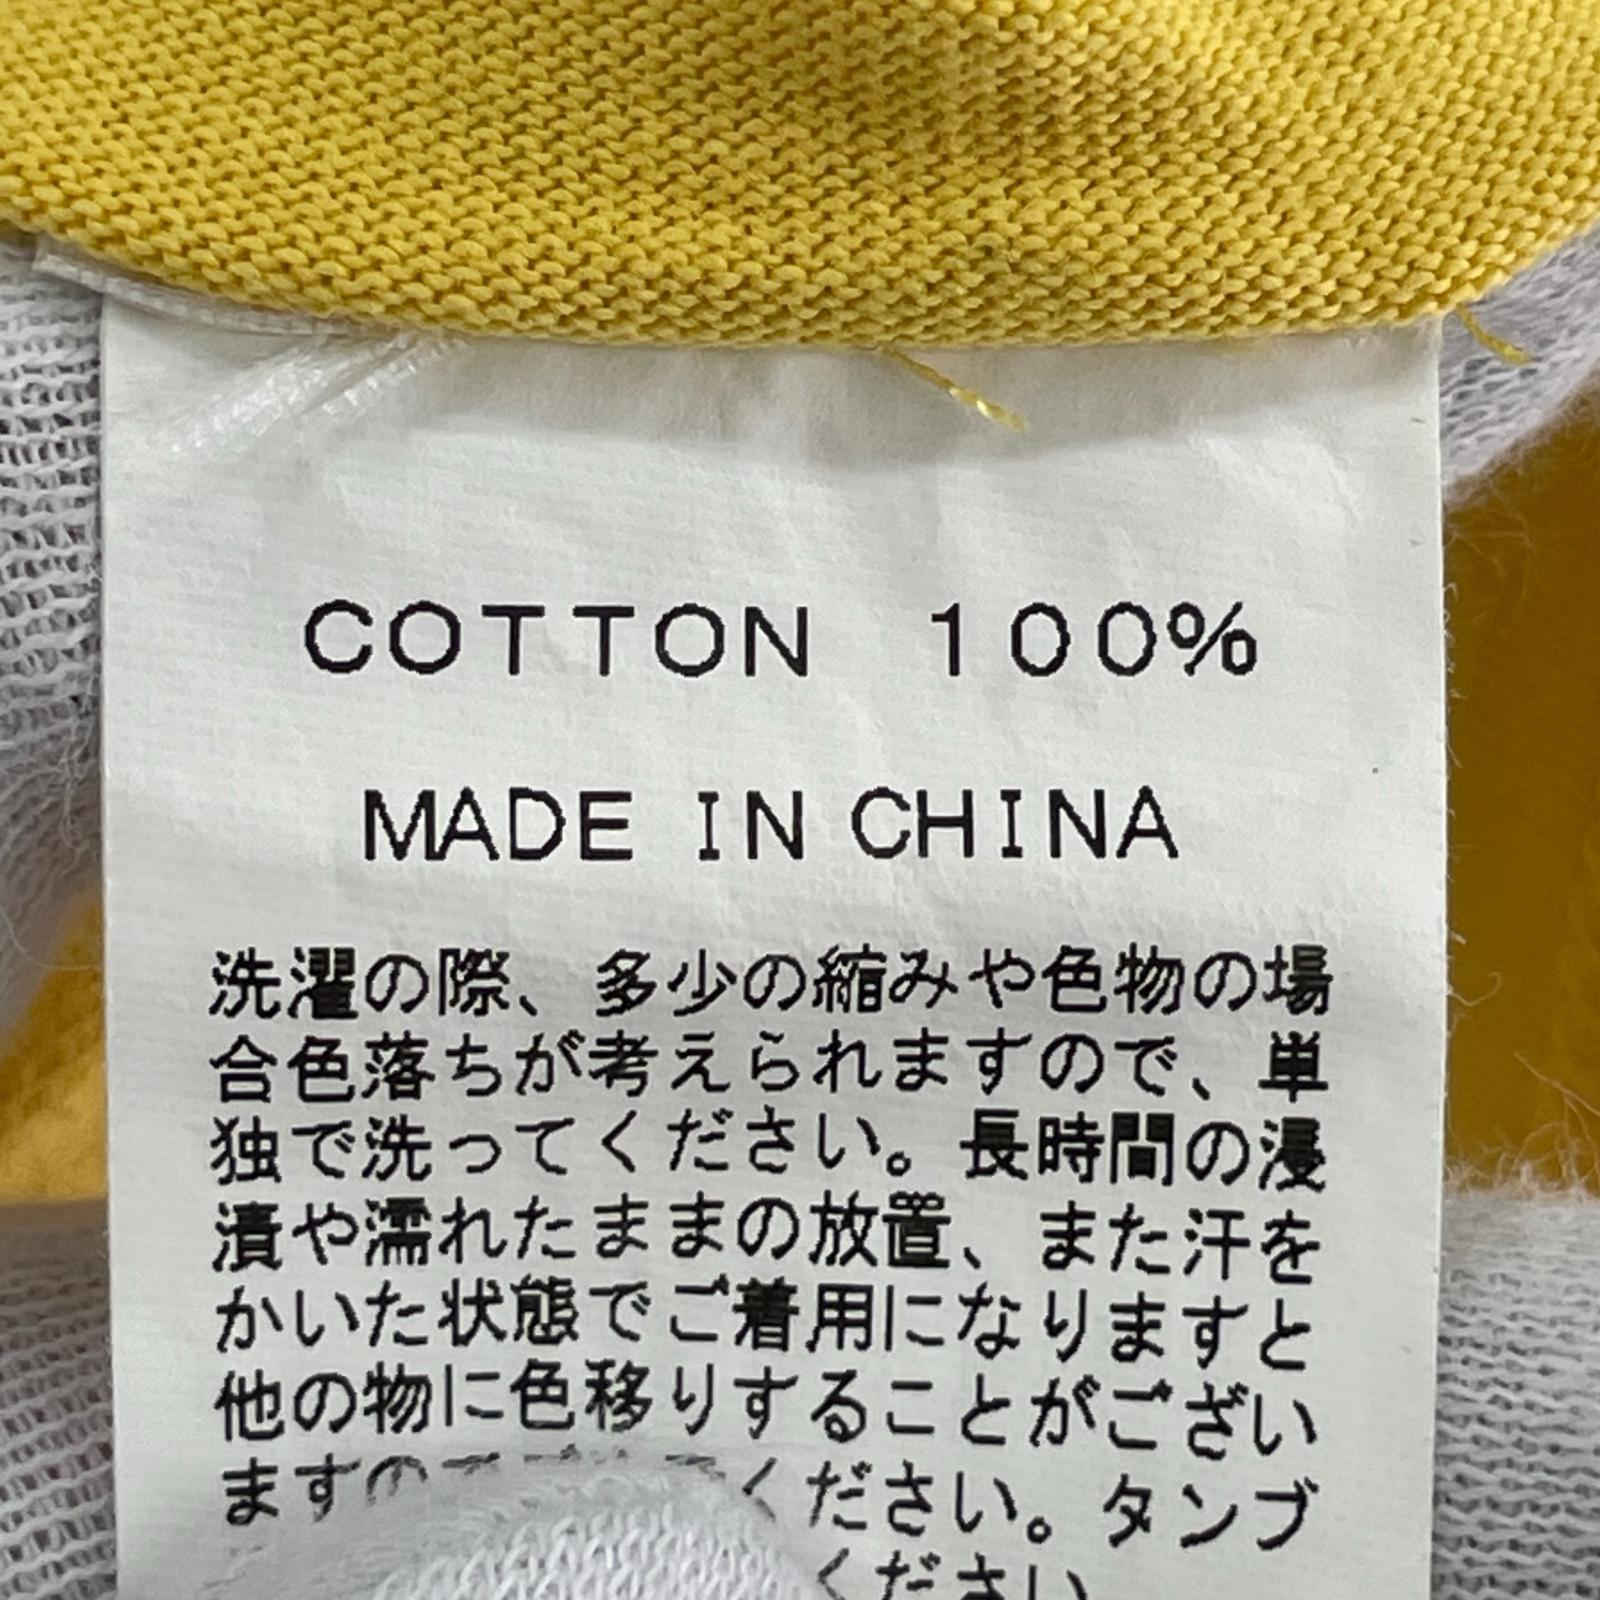 COTTON 100%
MADE IN CHINA
洗濯の際、多少の縮みや色物の場
合色落ちが考えられますので、単
独で洗ってください。長時間の浸
漬や濡れたままの放置、また汗を
かいた状態でご着用になりますと
他の物に色移りすることがござい
ますの ください。タンブ
ください